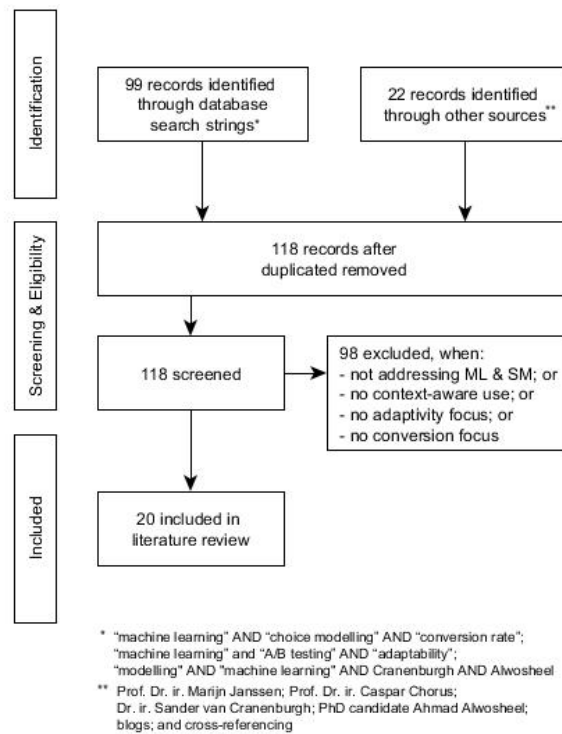 Identification
99 records identified
through database
search strings*
22 records identified
through other sources**
Screening & Eligibility
118 records after
duplicated removed
118 screened
98 excluded, when:
- not addressing ML & SM; or
- no context-aware use; or
- no adaptivity focus; or
- no conversion focus
Included
20 included in
literature review
* "machine learning" AND "choice modelling" AND "conversion rate";
"machine learning" and "A/B testing" AND "adaptability";
"modelling" AND "machine learning" AND Cranenburgh AND Alwosheel
** Prof. Dr. ir. Marijn Janssen; Prof. Dr. ir. Caspar Chorus;
Dr. ir. Sander van Cranenburgh; PhD candidate Ahmad Alwosheel;
blogs; and cross-referencing